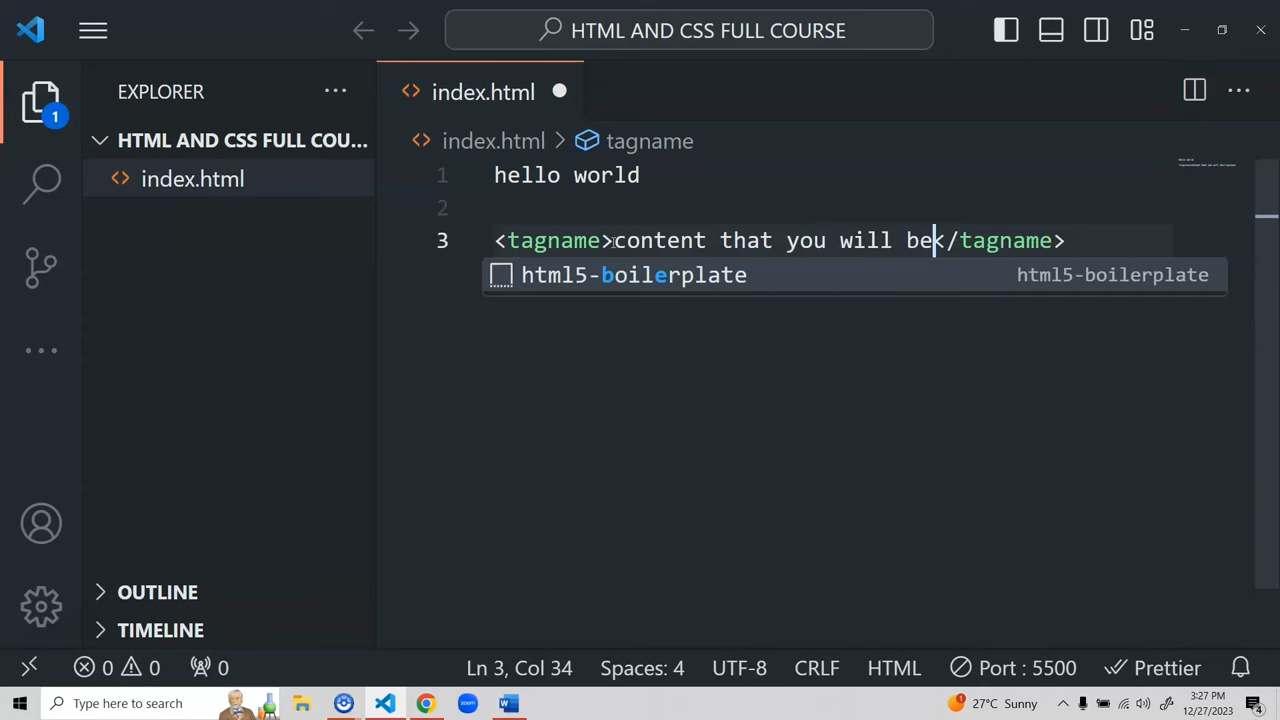 HTML AND CSS FULL COURSE
EXPLORER
index.html
1
HTML AND CSS FULL COU...
index.html > tagname
index.html
1 hello world
2
3 <tagname>content that you will be</tagname>
html5-boilerplate html5-boilerplate
OUTLINE
TIMELINE
0 0 0 Ln 3, Col 34 Spaces: 4 UTF-8 CRLF HTML Port : 5500 Prettier
Type here to search zoom W 27°C Sunny 3:27 PM
12/27/2023 4